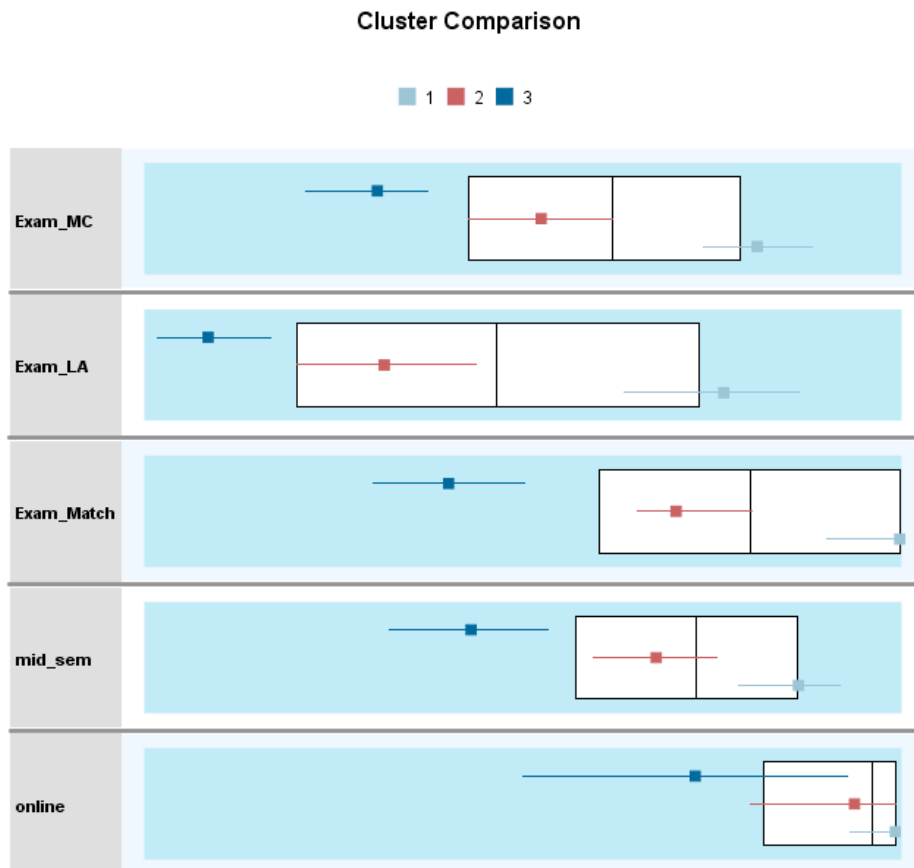 Cluster Comparison
1 2 3
Exam_MC
Exam_LA
Exam_Match
mid_sem
online